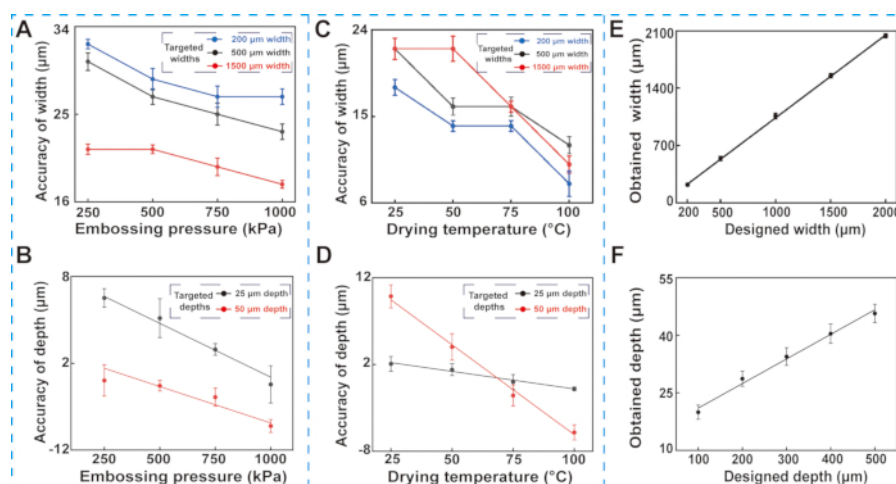 A
34
25
16
Accuracy of width (μm)
Targeted widths
200 μm width
500 μm width
1500 μm width
250 500 750 1000
Embossing pressure (kPa)
C
24
15
6
Accuracy of width (μm)
Targeted widths
200 μm width
500 μm width
1500 μm width
25 50 75 100
Drying temperature (°C)
E
2100
1400
700
0
Obtained width (μm)
200 500 1000 1500 2000
Designed width (μm)
B
8
2
-12
Accuracy of depth (μm)
Targeted depths
25 μm depth
50 μm depth
250 500 750 1000
Embossing pressure (kPa)
D
12
2
-8
Accuracy of depth (μm)
Targeted depths
25 μm depth
50 μm depth
25 50 75 100
Drying temperature (°C)
F
55
40
25
10
Obtained depth (μm)
100 200 300 400 500
Designed depth (μm)